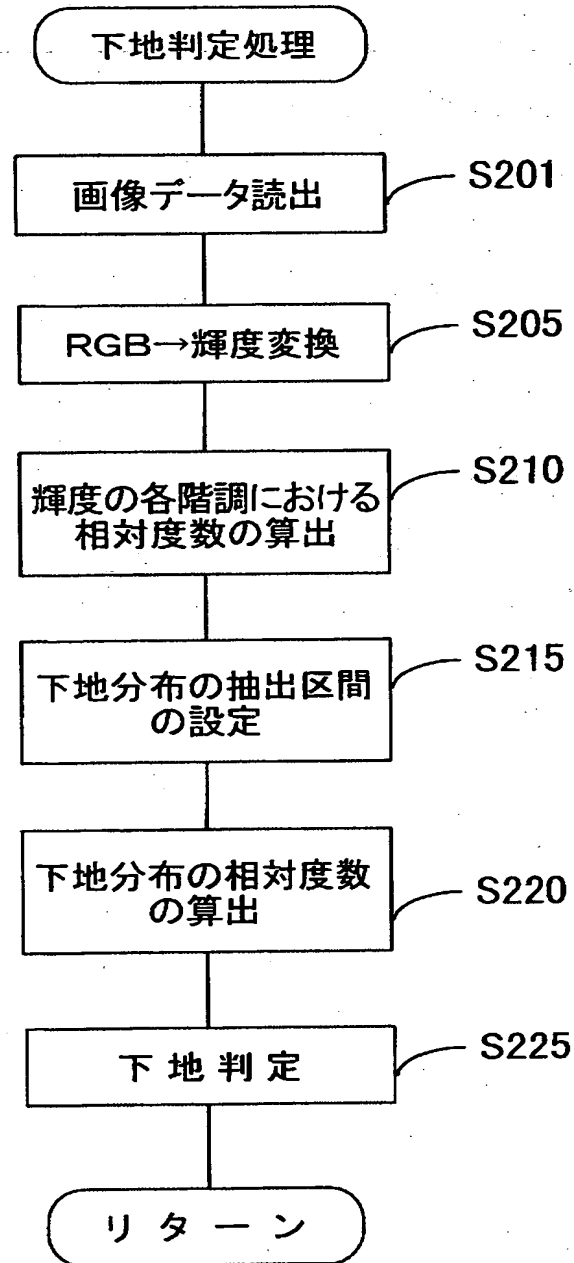 下地判定処理
画像データ読出
S201
RGB→輝度変換
S205
輝度の各階調における
相対度数の算出
S210
下地分布の抽出区間
の設定
S215
下地分布の相対度数
の算出
S220
下地判定
S225
リターン